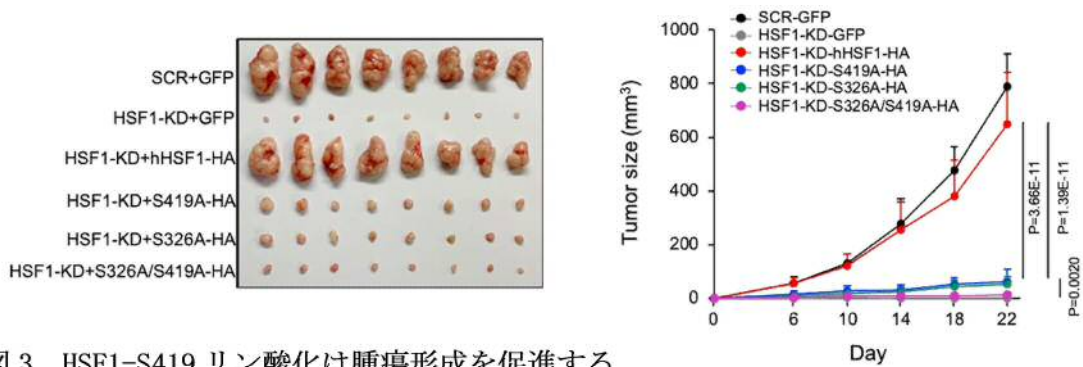 SCR+GFP
HSF1-KD+GFP
HSF1-KD+hHSF1-HA
HSF1-KD+S419A-HA
HSF1-KD+S326A-HA
HSF1-KD+S326A/S419A-HA
SCR-GFP
HSF1-KD-GFP
HSF1-KD-hHSF1-HA
HSF1-KD-S419A-HA
HSF1-KD-S326A-HA
HSF1-KD-S326A/S419A-HA
Tumor size (mm³)
1000
800
600
400
200
0
0 6 10 14 18 22
Day
P=3.66E-11
P=1.39E-11
P=0.0020
図3 HSF1-S419 リン酸化は腫瘍形成を促進する